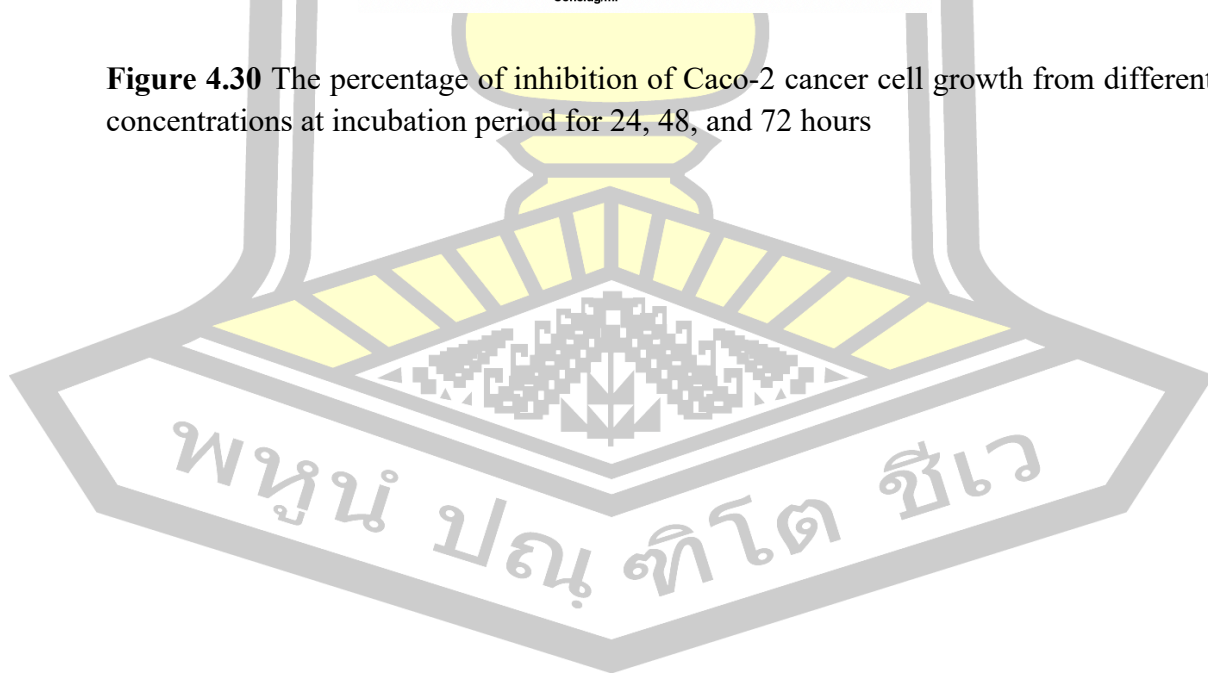 Figure 4.30 The percentage of inhibition of Caco-2 cancer cell growth from different
concentrations at incubation period for 24, 48, and 72 hours
พหูนํ ปณฺฑิโต ชีเว